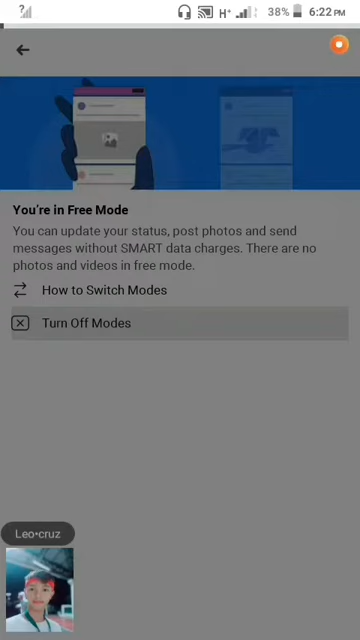 38% 6:22 PM
You're in Free Mode
You can update your status, post photos and send
messages without SMART data charges. There are no
photos and videos in free mode.
How to Switch Modes
Turn Off Modes
Leo•cruz